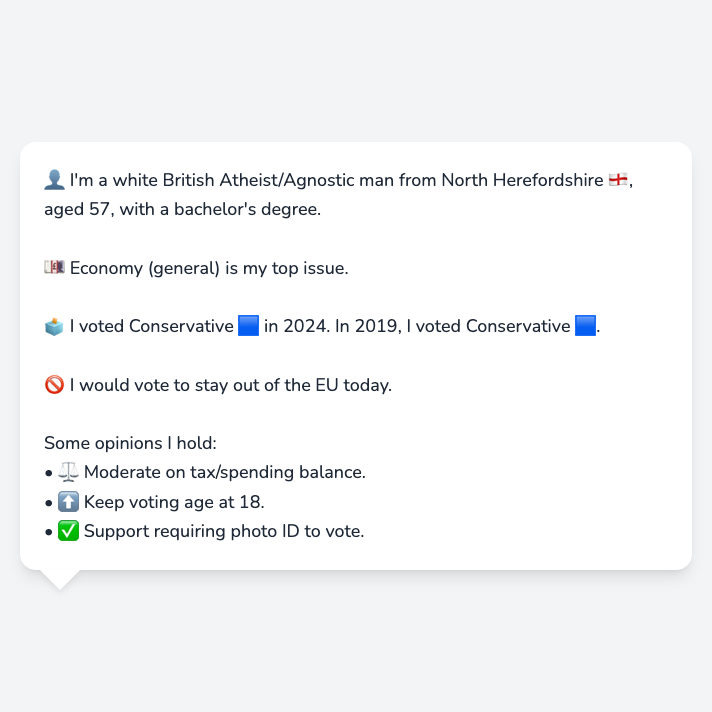 👤 I'm a white British Atheist/Agnostic man from North Herefordshire 🏴󠁧󠁢󠁥󠁮󠁧󠁿,
aged 57, with a bachelor's degree.
💷 Economy (general) is my top issue.
🗳️ I voted Conservative 🟦 in 2024. In 2019, I voted Conservative 🟦.
🚫 I would vote to stay out of the EU today.
Some opinions I hold:
• ⚖️ Moderate on tax/spending balance.
• ⬆️ Keep voting age at 18.
• ✅ Support requiring photo ID to vote.